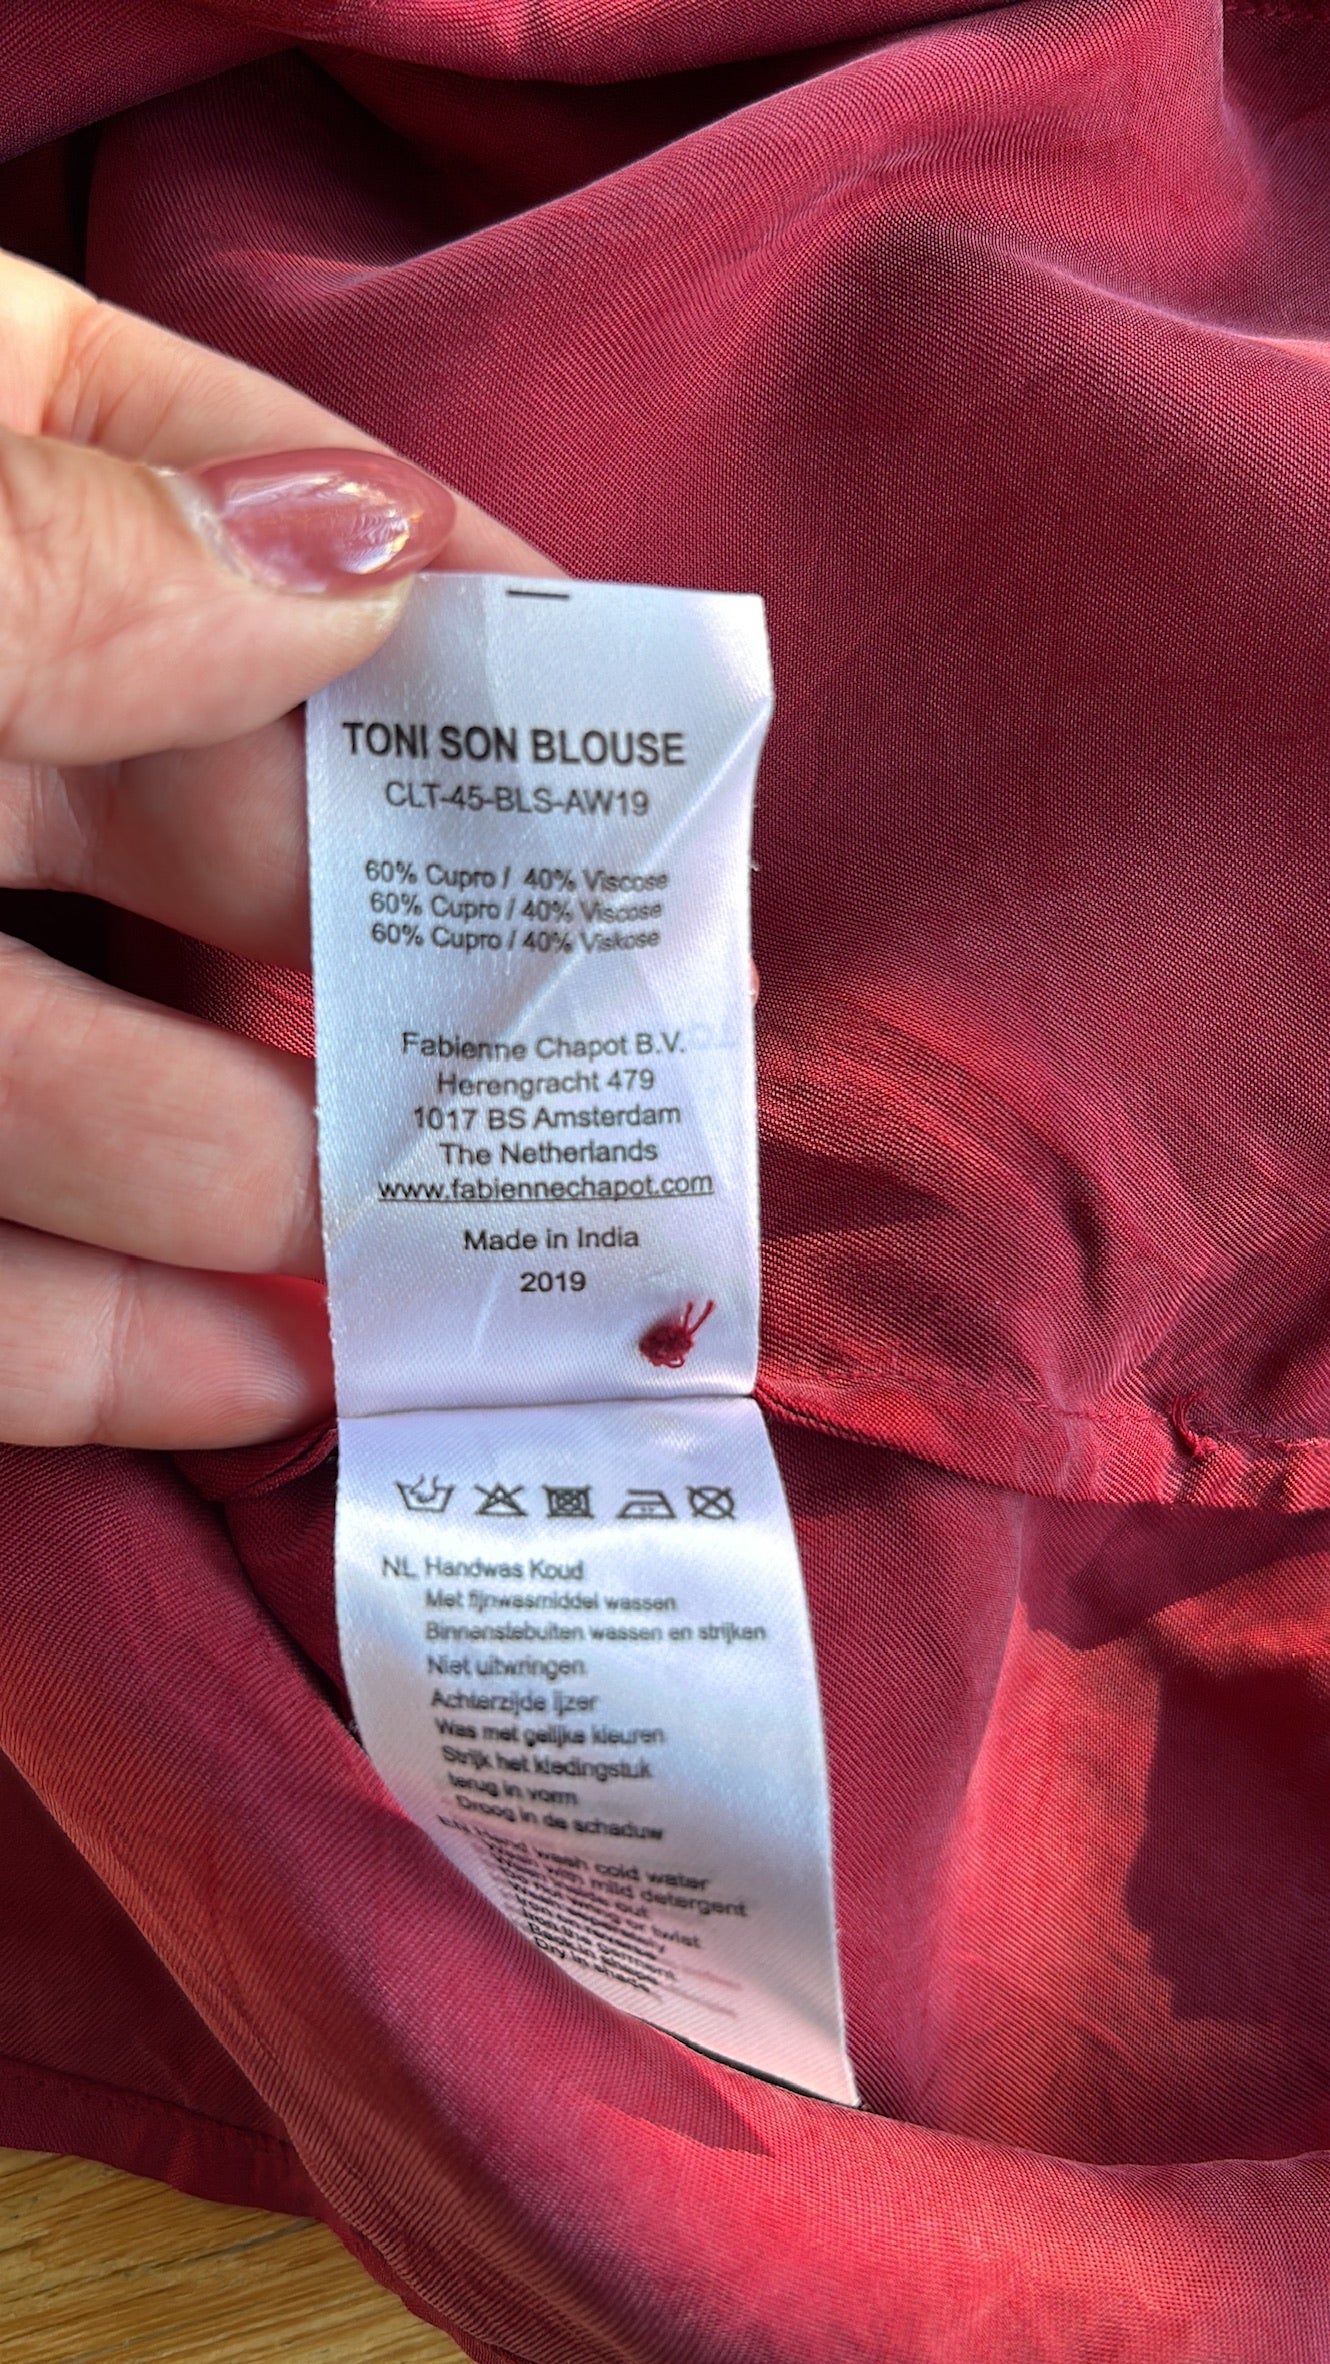 TONI SON BLOUSE
CLT-45-BLS-AW19
60% Cupro / 40% Viscose
60% Cupro / 40% Viscose
60% Cupro / 40% Viskose
Fabienne Chapot B.V.
Herengracht 479
1017 BS Amsterdam
The Netherlands
www.fabiennechapot.com
Made in India
2019
NL Handwas Koud
Met fijnwasmiddel wassen
Binnenstebuiten wassen en strijken
Niet uitwringen
Achterzijde ijzer
Was met gelijke kleuren
Strijk het kledingstuk
terug in vorm
Droog in de schaduw
EN Hand wash cold water
Wash with mild detergent